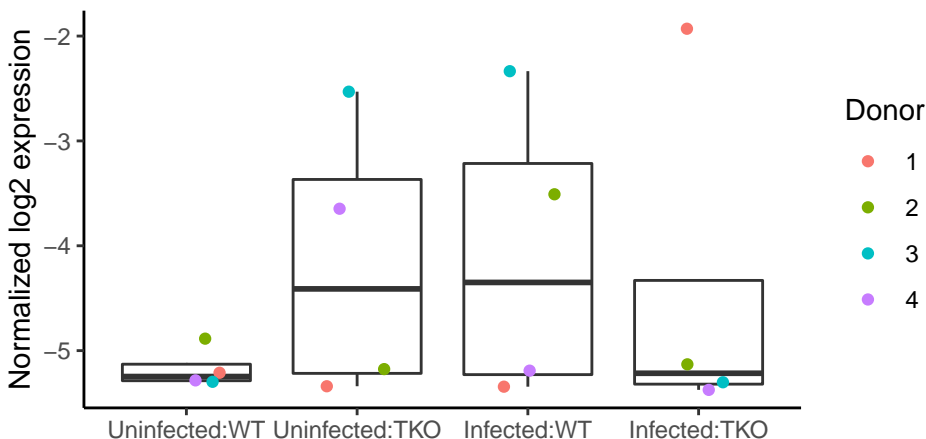 Normalized log2 expression
−2
−3
−4
−5
Uninfected:WT
Uninfected:TKO
Infected:WT
Infected:TKO
Donor
1
2
3
4